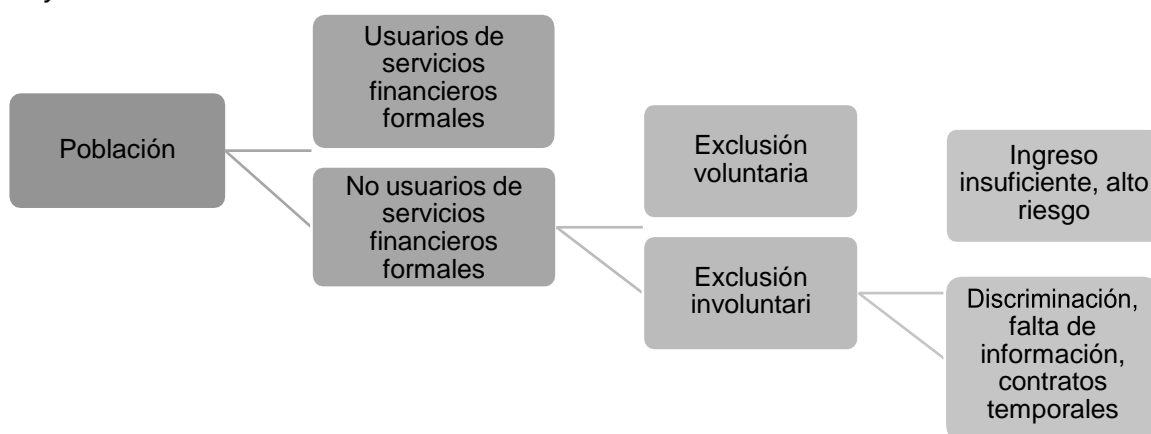 Población
Usuarios de
servicios
financieros
formales
No usuarios de
servicios
financieros
formales
Exclusión
voluntaria
Exclusión
involuntari
Ingreso
insuficiente, alto
riesgo
Discriminación,
falta de
información,
contratos
temporales